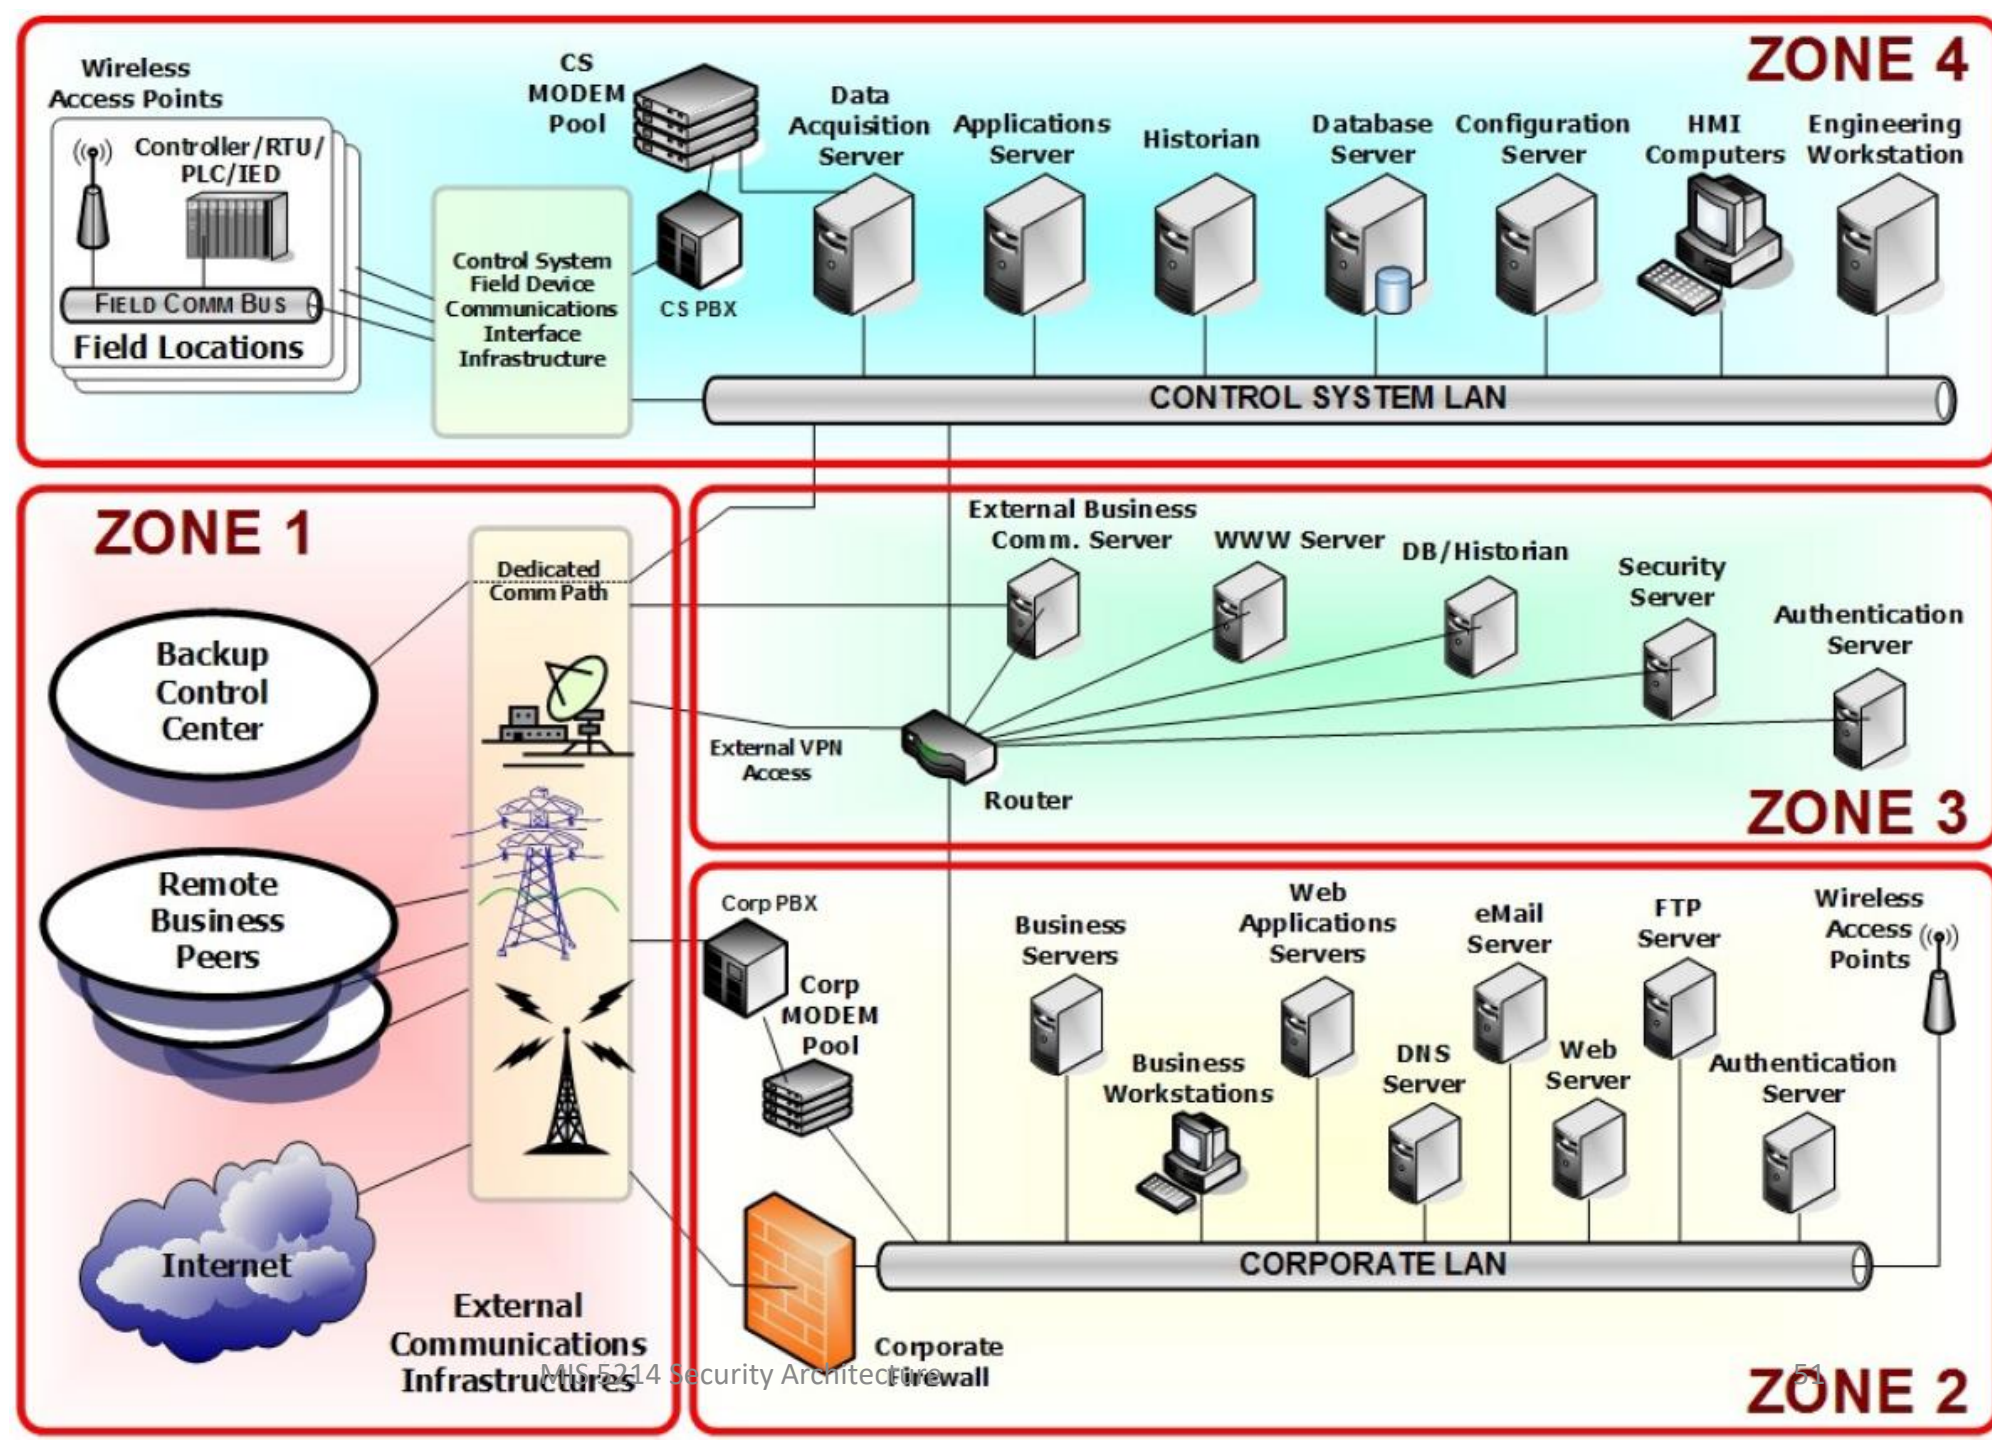 ZONE 4
Wireless
Access Points
Controller/RTU/
PLC/IED
FIELD COMM BUS
Field Locations
Control System
Field Device
Communications
Interface
Infrastructure
CS
MODEM
Pool
CS PBX
Data
Acquisition
Server
Applications
Server
Historian
Database
Server
Configuration
Server
HMI
Computers
Engineering
Workstation
CONTROL SYSTEM LAN
ZONE 1
Dedicated
Comm Path
Backup
Control
Center
Remote
Business
Peers
Internet
External
Communications
Infrastructures
External Business
Comm. Server
WWW Server
DB/Historian
Security
Server
Authentication
Server
External VPN
Access
Router
ZONE 3
Corp PBX
Corp
MODEM
Pool
Business
Servers
Business
Workstations
Web
Applications
Servers
DNS
Server
eMail
Server
Web
Server
FTP
Server
Authentication
Server
Wireless
Access
Points
CORPORATE LAN
Corporate
Firewall
ZONE 2
MIS 5214 Security Architecture
51